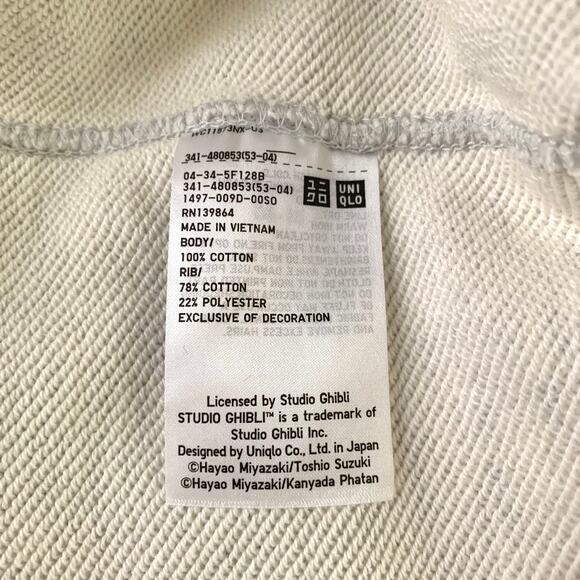 341-480853(53-04)
04-34-5F128B
341-480853(53-04)
1497-009D-00SO
RN139864
MADE IN VIETNAM
BODY/
100% COTTON
RIB/
78% COTTON
22% POLYESTER
EXCLUSIVE OF DECORATION
ユニ
クロ
UNI
QLO
Licensed by Studio Ghibli
STUDIO GHIBLI™ is a trademark of
Studio Ghibli Inc.
Designed by Uniqlo Co., Ltd. in Japan
©Hayao Miyazaki/Toshio Suzuki
©Hayao Miyazaki/Kanyada Phatan